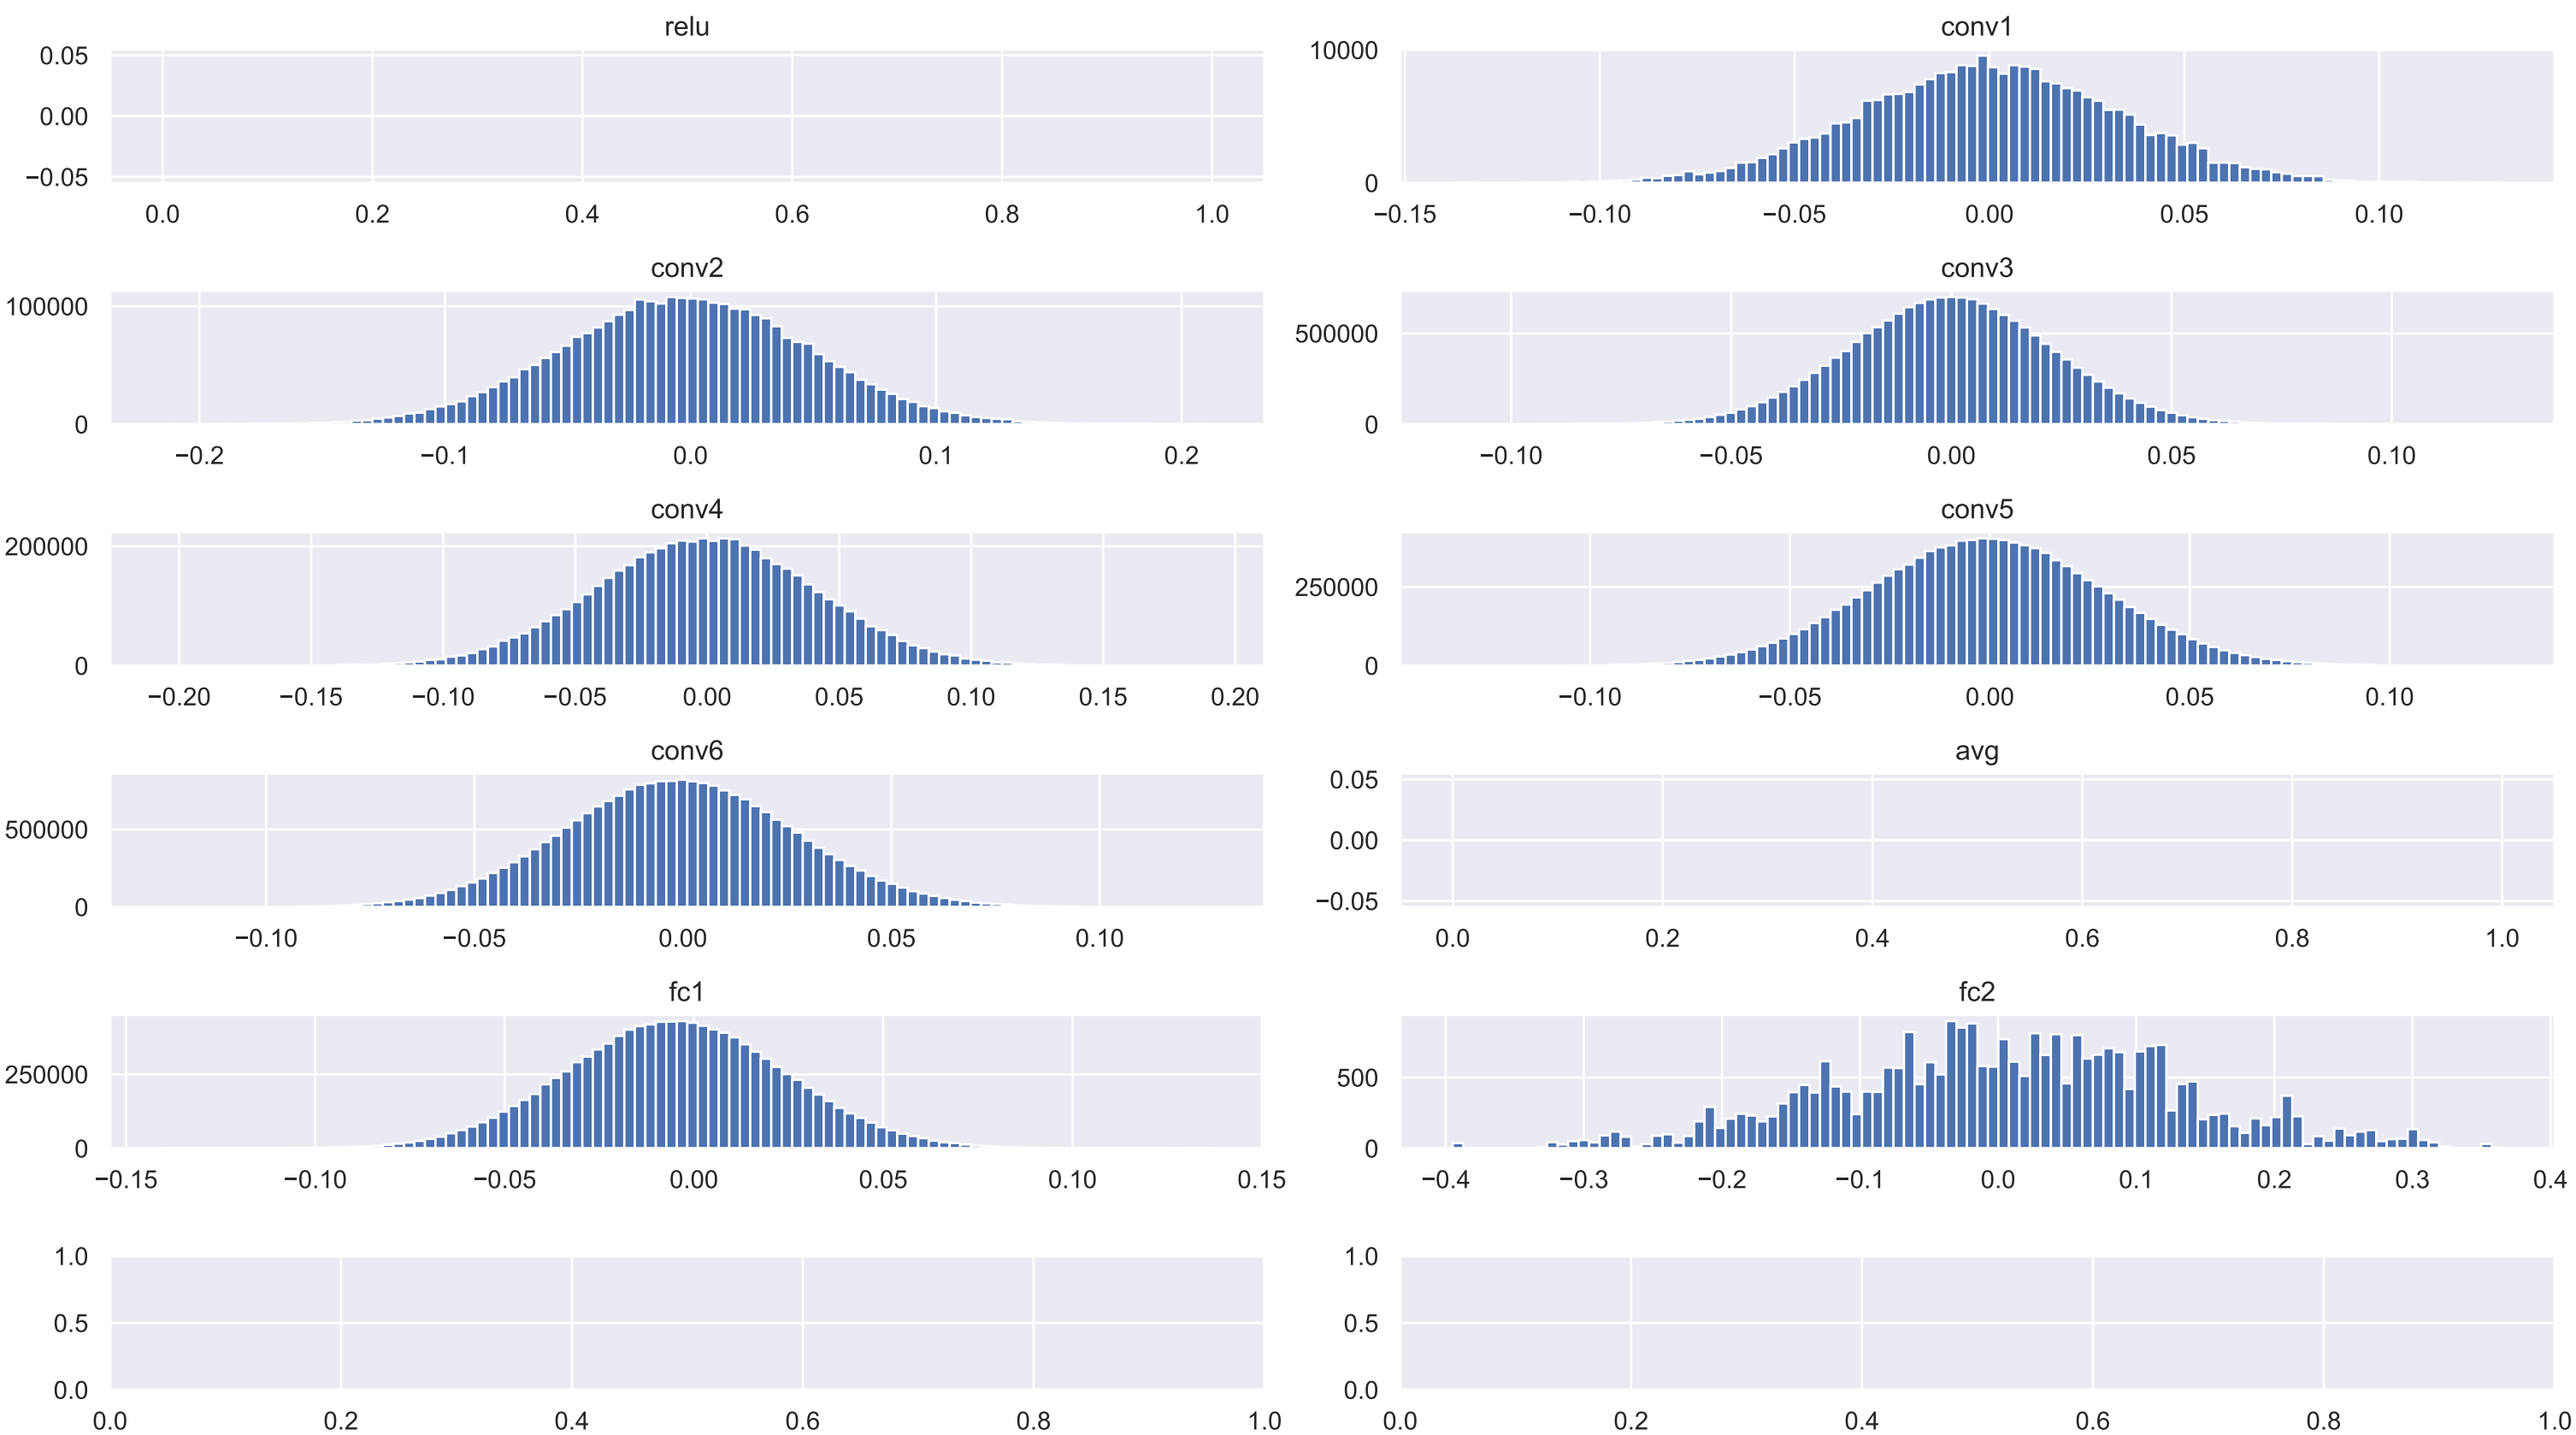 relu conv1
0.05 10000
0.00
−0.05 0
0.0 0.2 0.4 0.6 0.8 1.0 −0.15 −0.10 −0.05 0.00 0.05 0.10
conv2 conv3
100000 500000
0 0
−0.2 −0.1 0.0 0.1 0.2 −0.10 −0.05 0.00 0.05 0.10
conv4 conv5
200000 250000
0 0
−0.20 −0.15 −0.10 −0.05 0.00 0.05 0.10 0.15 0.20 −0.10 −0.05 0.00 0.05 0.10
conv6 avg
0.05
500000 0.00
0 −0.05
−0.10 −0.05 0.00 0.05 0.10 0.0 0.2 0.4 0.6 0.8 1.0
fc1 fc2
250000 500
0 0
−0.15 −0.10 −0.05 0.00 0.05 0.10 0.15 −0.4 −0.3 −0.2 −0.1 0.0 0.1 0.2 0.3 0.4
1.0 1.0
0.5 0.5
0.0 0.0
0.0 0.2 0.4 0.6 0.8 1.0 0.0 0.2 0.4 0.6 0.8 1.0